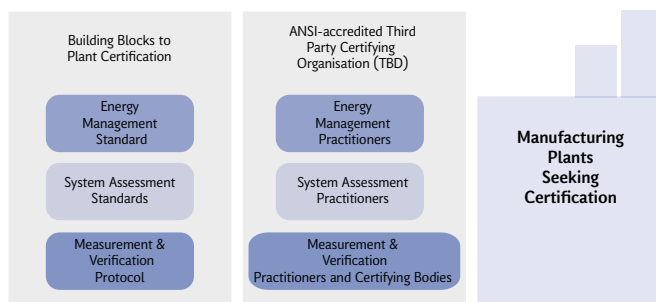 Building Blocks to
Plant Certification
Energy
Management
Standard
System Assessment
Standards
Measurement &
Verification
Protocol
ANSI-accredited Third
Party Certifying
Organisation (TBD)
Energy
Management
Practitioners
System Assessment
Practitioners
Measurement &
Verification
Practitioners and Certifying Bodies
Manufacturing
Plants
Seeking
Certification